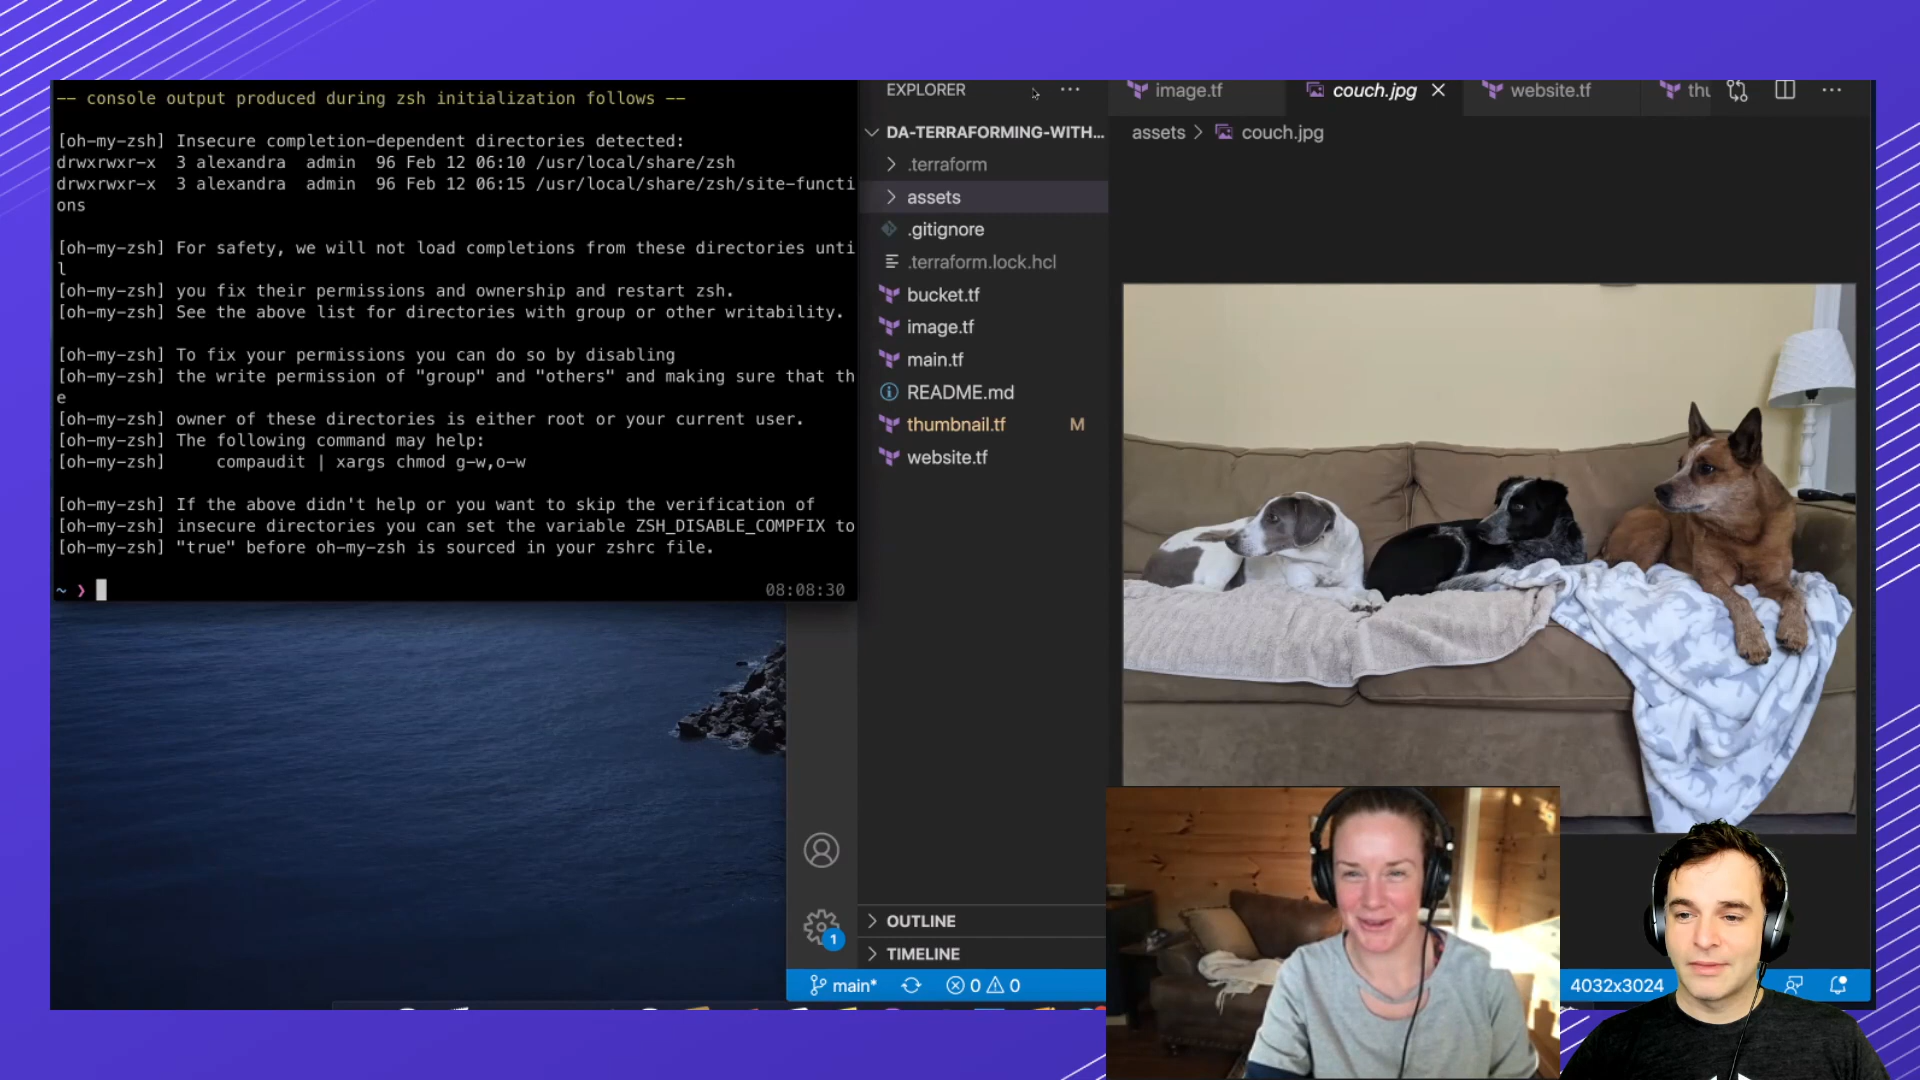 -- console output produced during zsh initialization follows --
[oh-my-zsh] Insecure completion-dependent directories detected:
drwxrwxr-x  3 alexandra  admin  96 Feb 12 06:10 /usr/local/share/zsh
drwxrwxr-x  3 alexandra  admin  96 Feb 12 06:15 /usr/local/share/zsh/site-functi
ons
[oh-my-zsh] For safety, we will not load completions from these directories unti
l
[oh-my-zsh] you fix their permissions and ownership and restart zsh.
[oh-my-zsh] See the above list for directories with group or other writability.
[oh-my-zsh] To fix your permissions you can do so by disabling
[oh-my-zsh] the write permission of "group" and "others" and making sure that th
e
[oh-my-zsh] owner of these directories is either root or your current user.
[oh-my-zsh] The following command may help:
[oh-my-zsh]     compaudit | xargs chmod g-w,o-w
[oh-my-zsh] If the above didn't help or you want to skip the verification of
[oh-my-zsh] insecure directories you can set the variable ZSH_DISABLE_COMPFIX to
[oh-my-zsh] "true" before oh-my-zsh is sourced in your zshrc file.
~ ❯
08:08:30
EXPLORER
DA-TERRAFORMING-WITH...
.terraform
assets
.gitignore
.terraform.lock.hcl
bucket.tf
image.tf
main.tf
README.md
thumbnail.tf M
website.tf
OUTLINE
TIMELINE
1
main*
0 0
image.tf
couch.jpg
website.tf
thu
assets > couch.jpg
4032x3024